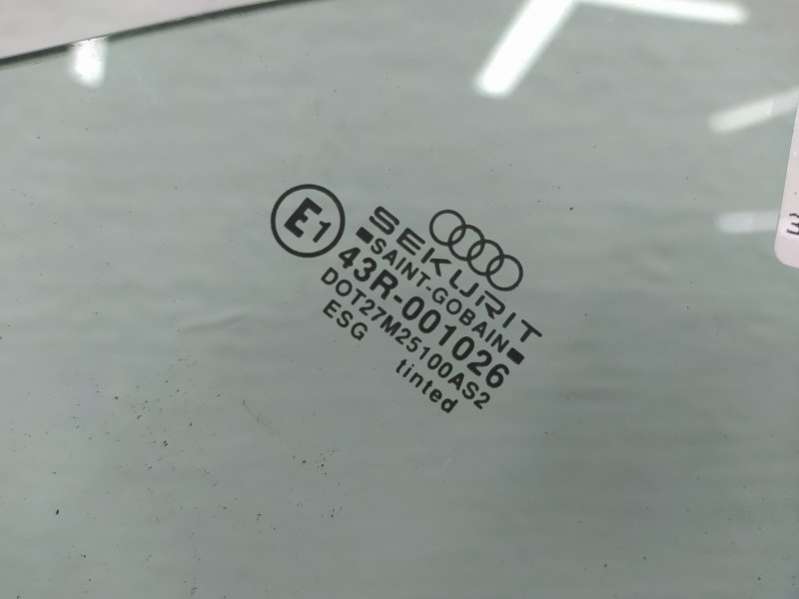 SEKURIT
SAINT-GOBAIN
E1
43R-001026
DOT27M25100AS2
ESG tinted